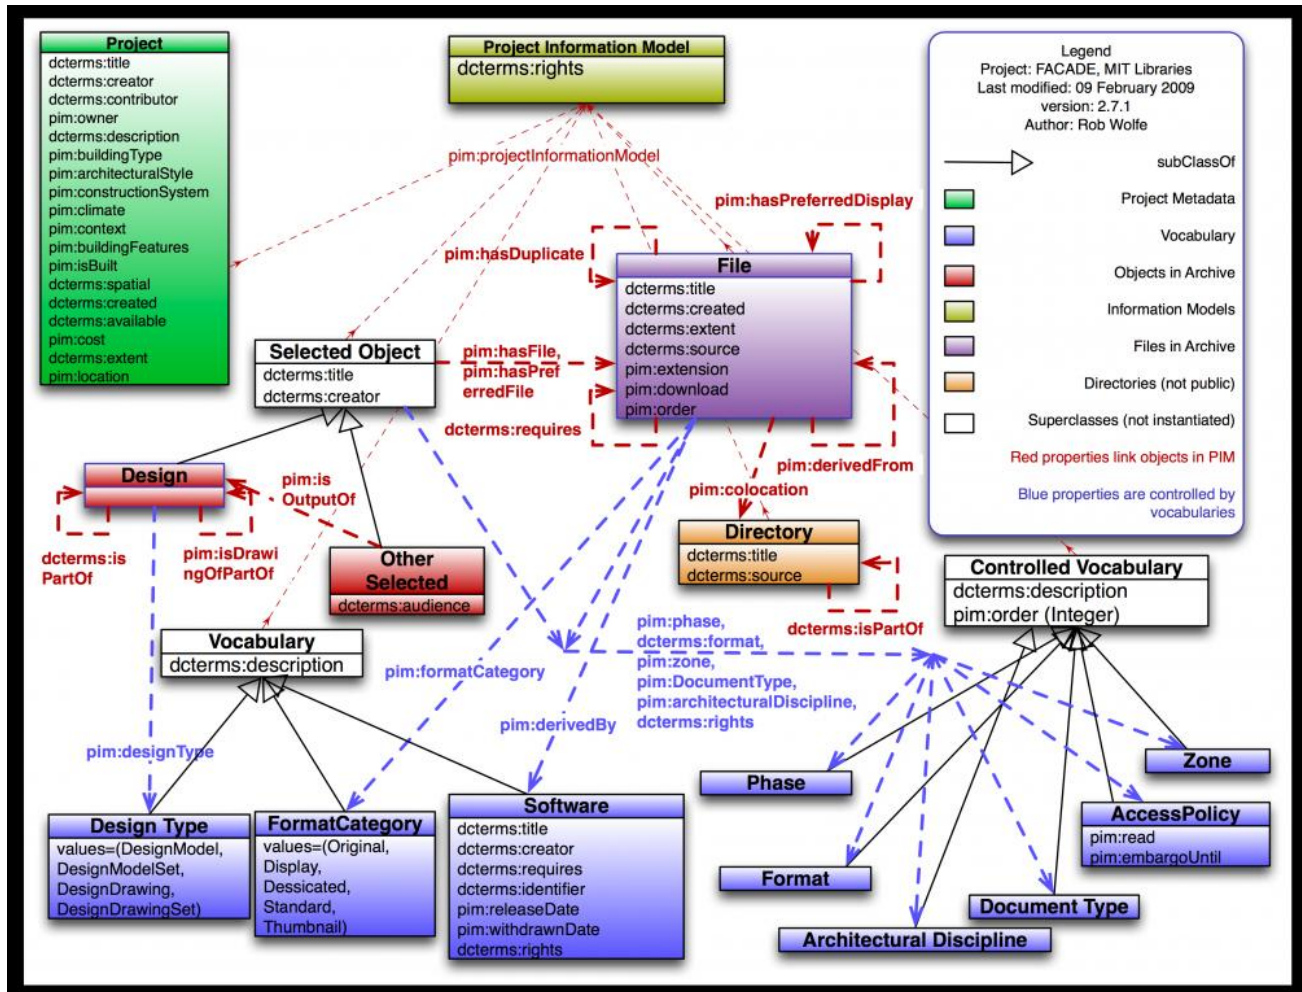 Project
dcterms:title
dcterms:creator
dcterms:contributor
pim:owner
dcterms:description
pim:buildingType
pim:architecturalStyle
pim:constructionSystem
pim:climate
pim:context
pim:buildingFeatures
pim:isBuilt
dcterms:spatial
dcterms:created
dcterms:available
pim:cost
dcterms:extent
pim:location
Project Information Model
dcterms:rights
Legend
Project: FACADE, MIT Libraries
Last modified: 09 February 2009
version: 2.7.1
Author: Rob Wolfe
subClassOf
Project Metadata
Vocabulary
Objects in Archive
Information Models
Files in Archive
Directories (not public)
Superclasses (not instantiated)
Red properties link objects in PIM
Blue properties are controlled by
vocabularies
pim:projectInformationModel
pim:hasPreferredDisplay
pim:hasDuplicate
File
dcterms:title
dcterms:created
dcterms:extent
dcterms:source
pim:extension
pim:download
pim:order
Selected Object
dcterms:title
dcterms:creator
pim:hasFile,
pim:hasPref
erredFile
dcterms:requires
pim:derivedFrom
pim:colocation
Design
pim:is
OutputOf
dcterms:is
PartOf
pim:isDrawi
ngOfPartOf
Other
Selected
dcterms:audience
Directory
dcterms:title
dcterms:source
dcterms:isPartOf
Controlled Vocabulary
dcterms:description
pim:order (Integer)
Vocabulary
dcterms:description
pim:formatCategory
pim:phase,
dcterms:format,
pim:zone,
pim:DocumentType,
pim:architecturalDiscipline,
dcterms:rights
pim:derivedBy
pim:designType
Design Type
values=(DesignModel,
DesignModelSet,
DesignDrawing,
DesignDrawingSet)
FormatCategory
values=(Original,
Display,
Dessicated,
Standard,
Thumbnail)
Software
dcterms:title
dcterms:creator
dcterms:requires
dcterms:identifier
pim:releaseDate
pim:withdrawnDate
dcterms:rights
Phase
Zone
AccessPolicy
pim:read
pim:embargoUntil
Format
Document Type
Architectural Discipline